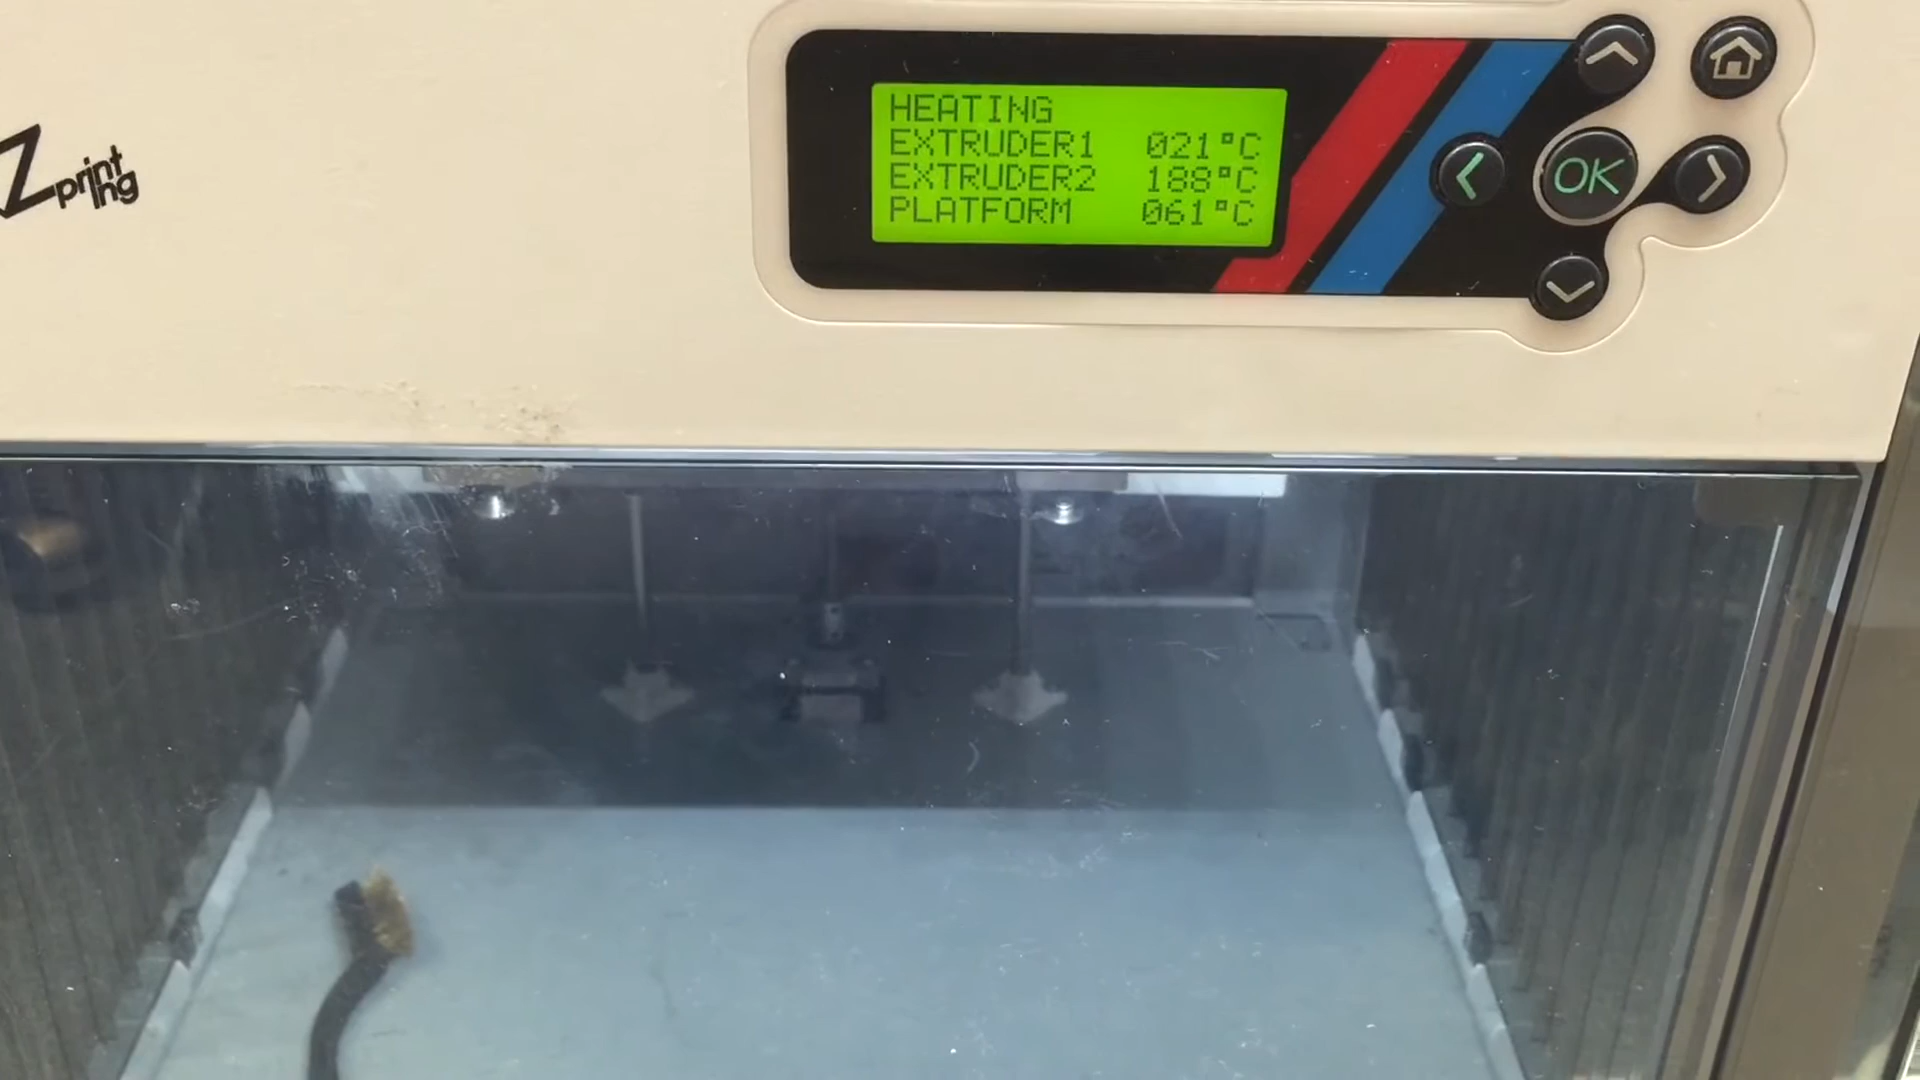 Zprinting
HEATING
EXTRUDER1 021°C
EXTRUDER2 188°C
PLATFORM 061°C
OK